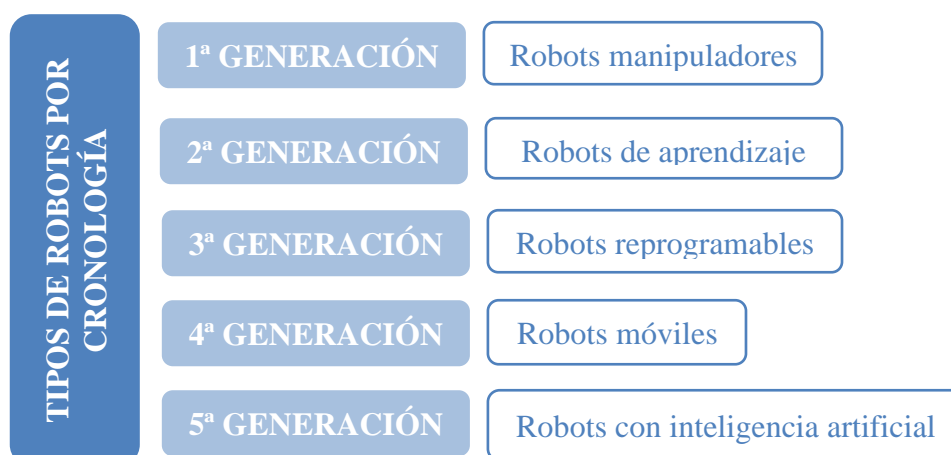 TIPOS DE ROBOTS POR
CRONOLOGÍA
1ª GENERACIÓN
Robots manipuladores
2ª GENERACIÓN
Robots de aprendizaje
3ª GENERACIÓN
Robots reprogramables
4ª GENERACIÓN
Robots móviles
5ª GENERACIÓN
Robots con inteligencia artificial